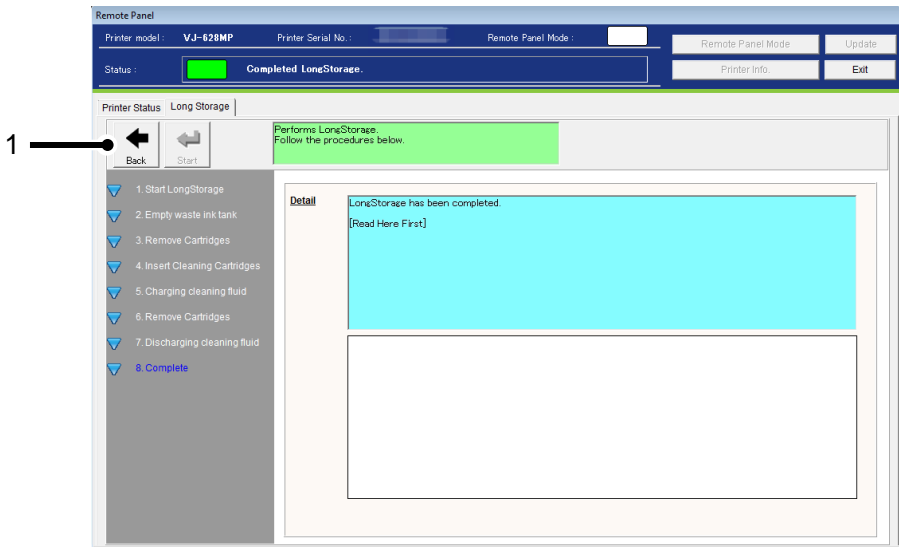 Remote Panel
Printer model : VJ-628MP Printer Serial No. : Remote Panel Mode :
Remote Panel Mode Update
Status : Completed LongStorage.
Printer Info. Exit
Printer Status Long Storage
1
Back Start
Performs LongStorage.
Follow the procedures below.
1. Start LongStorage
2. Empty waste ink tank
3. Remove Cartridges
4. Insert Cleaning Cartridges
5. Charging cleaning fluid
6. Remove Cartridges
7. Discharging cleaning fluid
8. Complete
Detail
LongStorage has been completed.
[Read Here First]